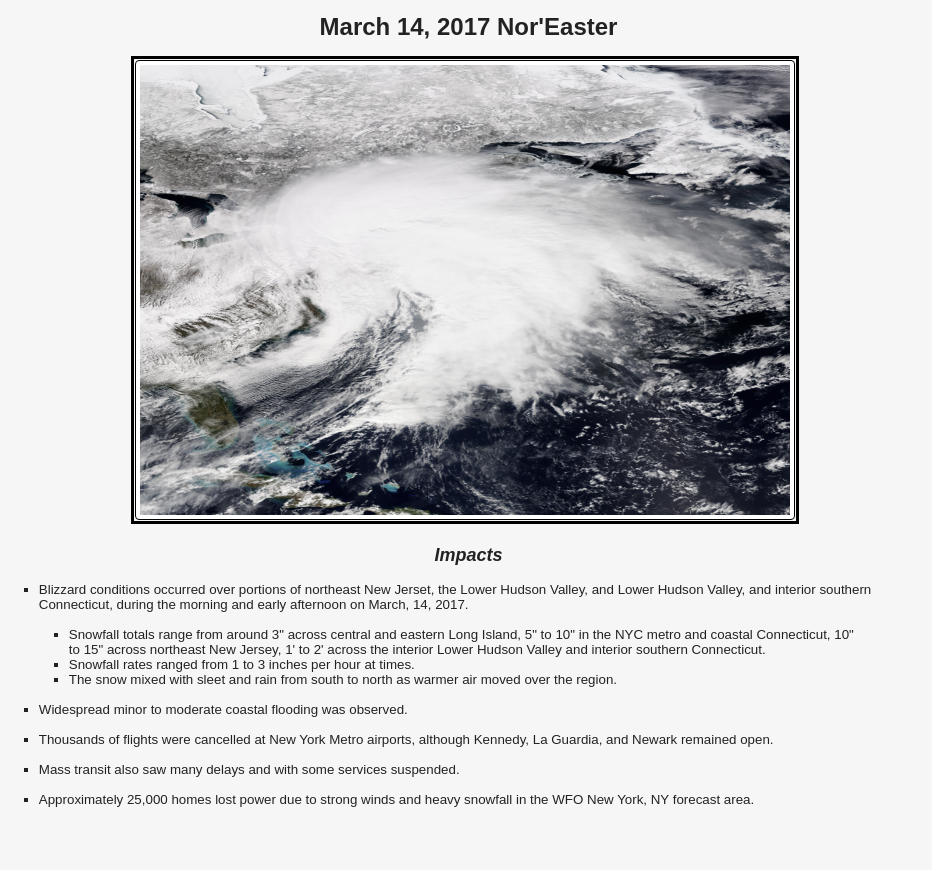 March 14, 2017 Nor'Easter
Impacts
Blizzard conditions occurred over portions of northeast New Jerset, the Lower Hudson Valley, and Lower Hudson Valley, and interior southern
Connecticut, during the morning and early afternoon on March, 14, 2017.
Snowfall totals range from around 3" across central and eastern Long Island, 5" to 10" in the NYC metro and coastal Connecticut, 10"
to 15" across northeast New Jersey, 1' to 2' across the interior Lower Hudson Valley and interior southern Connecticut.
Snowfall rates ranged from 1 to 3 inches per hour at times.
The snow mixed with sleet and rain from south to north as warmer air moved over the region.
Widespread minor to moderate coastal flooding was observed.
Thousands of flights were cancelled at New York Metro airports, although Kennedy, La Guardia, and Newark remained open.
Mass transit also saw many delays and with some services suspended.
Approximately 25,000 homes lost power due to strong winds and heavy snowfall in the WFO New York, NY forecast area.